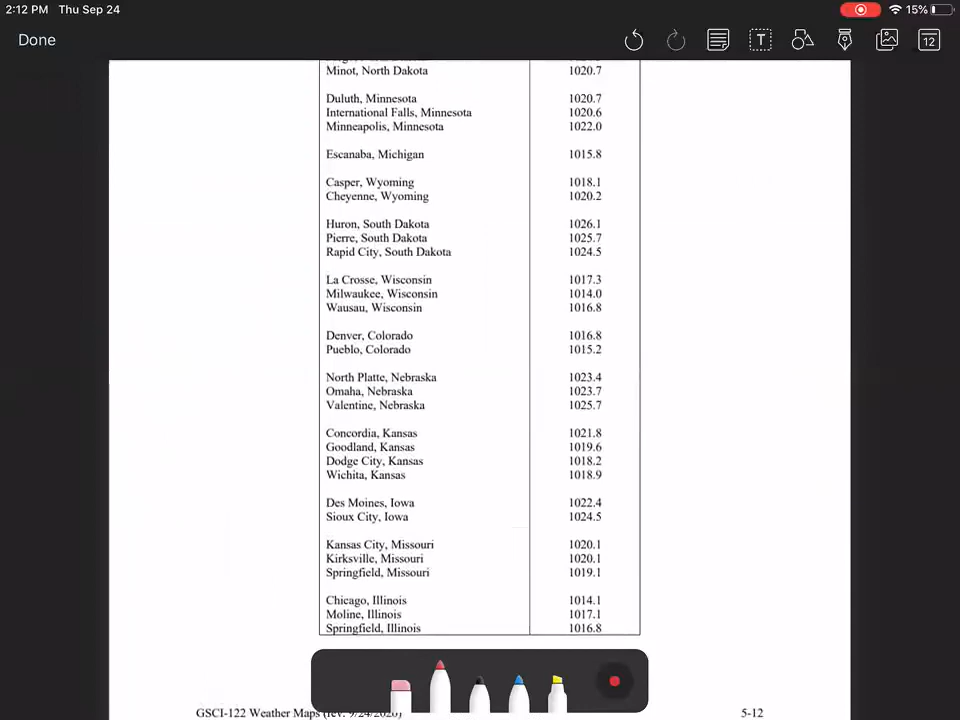 2:12 PM Thu Sep 24
15%
Done
T
12
Minot, North Dakota 1020.7
Duluth, Minnesota 1020.7
International Falls, Minnesota 1020.6
Minneapolis, Minnesota 1022.0
Escanaba, Michigan 1015.8
Casper, Wyoming 1018.1
Cheyenne, Wyoming 1020.2
Huron, South Dakota 1026.1
Pierre, South Dakota 1025.7
Rapid City, South Dakota 1024.5
La Crosse, Wisconsin 1017.3
Milwaukee, Wisconsin 1014.0
Wausau, Wisconsin 1016.8
Denver, Colorado 1016.8
Pueblo, Colorado 1015.2
North Platte, Nebraska 1023.4
Omaha, Nebraska 1023.7
Valentine, Nebraska 1025.7
Concordia, Kansas 1021.8
Goodland, Kansas 1019.6
Dodge City, Kansas 1018.2
Wichita, Kansas 1018.9
Des Moines, Iowa 1022.4
Sioux City, Iowa 1024.5
Kansas City, Missouri 1020.1
Kirksville, Missouri 1020.1
Springfield, Missouri 1019.1
Chicago, Illinois 1014.1
Moline, Illinois 1017.1
Springfield, Illinois 1016.8
GSCI-122 Weather Maps (rev. 9/24/2020) 5-12